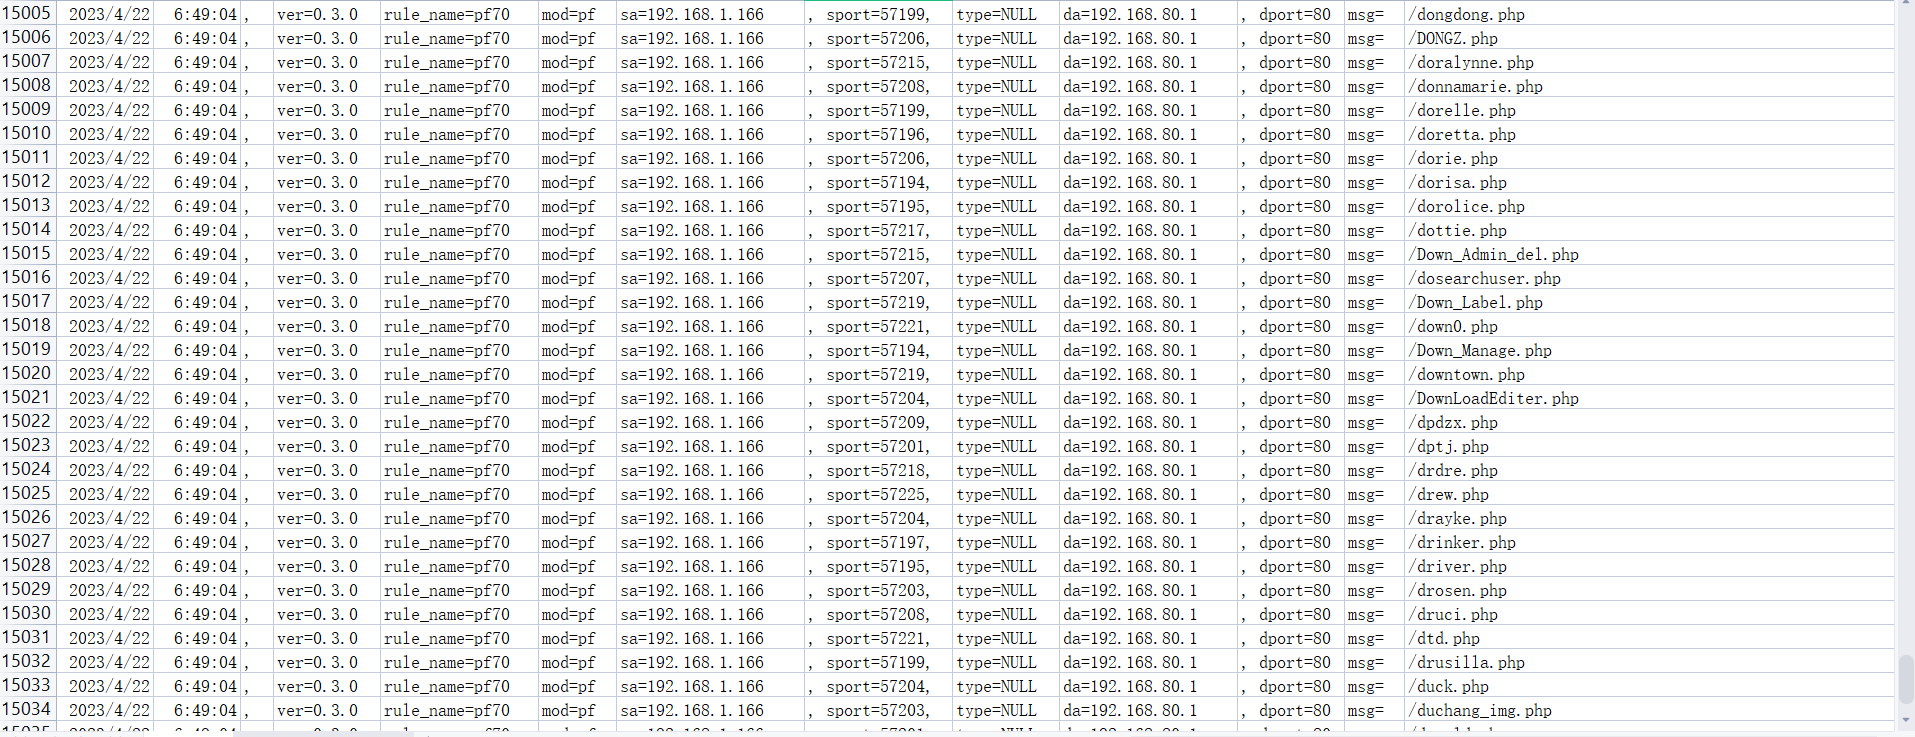 15005 2023/4/22 6:49:04 , ver=0.3.0 rule_name=pf70 mod=pf sa=192.168.1.166 , sport=57199, type=NULL da=192.168.80.1 , dport=80 msg= /dongdong.php
15006 2023/4/22 6:49:04 , ver=0.3.0 rule_name=pf70 mod=pf sa=192.168.1.166 , sport=57206, type=NULL da=192.168.80.1 , dport=80 msg= /DONGZ.php
15007 2023/4/22 6:49:04 , ver=0.3.0 rule_name=pf70 mod=pf sa=192.168.1.166 , sport=57215, type=NULL da=192.168.80.1 , dport=80 msg= /doralynne.php
15008 2023/4/22 6:49:04 , ver=0.3.0 rule_name=pf70 mod=pf sa=192.168.1.166 , sport=57208, type=NULL da=192.168.80.1 , dport=80 msg= /donnamarie.php
15009 2023/4/22 6:49:04 , ver=0.3.0 rule_name=pf70 mod=pf sa=192.168.1.166 , sport=57199, type=NULL da=192.168.80.1 , dport=80 msg= /dorelle.php
15010 2023/4/22 6:49:04 , ver=0.3.0 rule_name=pf70 mod=pf sa=192.168.1.166 , sport=57196, type=NULL da=192.168.80.1 , dport=80 msg= /doretta.php
15011 2023/4/22 6:49:04 , ver=0.3.0 rule_name=pf70 mod=pf sa=192.168.1.166 , sport=57206, type=NULL da=192.168.80.1 , dport=80 msg= /dorie.php
15012 2023/4/22 6:49:04 , ver=0.3.0 rule_name=pf70 mod=pf sa=192.168.1.166 , sport=57194, type=NULL da=192.168.80.1 , dport=80 msg= /dorisa.php
15013 2023/4/22 6:49:04 , ver=0.3.0 rule_name=pf70 mod=pf sa=192.168.1.166 , sport=57195, type=NULL da=192.168.80.1 , dport=80 msg= /dorolice.php
15014 2023/4/22 6:49:04 , ver=0.3.0 rule_name=pf70 mod=pf sa=192.168.1.166 , sport=57217, type=NULL da=192.168.80.1 , dport=80 msg= /dottie.php
15015 2023/4/22 6:49:04 , ver=0.3.0 rule_name=pf70 mod=pf sa=192.168.1.166 , sport=57215, type=NULL da=192.168.80.1 , dport=80 msg= /Down_Admin_del.php
15016 2023/4/22 6:49:04 , ver=0.3.0 rule_name=pf70 mod=pf sa=192.168.1.166 , sport=57207, type=NULL da=192.168.80.1 , dport=80 msg= /dosearchuser.php
15017 2023/4/22 6:49:04 , ver=0.3.0 rule_name=pf70 mod=pf sa=192.168.1.166 , sport=57219, type=NULL da=192.168.80.1 , dport=80 msg= /Down_Label.php
15018 2023/4/22 6:49:04 , ver=0.3.0 rule_name=pf70 mod=pf sa=192.168.1.166 , sport=57221, type=NULL da=192.168.80.1 , dport=80 msg= /down0.php
15019 2023/4/22 6:49:04 , ver=0.3.0 rule_name=pf70 mod=pf sa=192.168.1.166 , sport=57194, type=NULL da=192.168.80.1 , dport=80 msg= /Down_Manage.php
15020 2023/4/22 6:49:04 , ver=0.3.0 rule_name=pf70 mod=pf sa=192.168.1.166 , sport=57219, type=NULL da=192.168.80.1 , dport=80 msg= /downtown.php
15021 2023/4/22 6:49:04 , ver=0.3.0 rule_name=pf70 mod=pf sa=192.168.1.166 , sport=57204, type=NULL da=192.168.80.1 , dport=80 msg= /DownLoadEditer.php
15022 2023/4/22 6:49:04 , ver=0.3.0 rule_name=pf70 mod=pf sa=192.168.1.166 , sport=57209, type=NULL da=192.168.80.1 , dport=80 msg= /dpdzx.php
15023 2023/4/22 6:49:04 , ver=0.3.0 rule_name=pf70 mod=pf sa=192.168.1.166 , sport=57201, type=NULL da=192.168.80.1 , dport=80 msg= /dptj.php
15024 2023/4/22 6:49:04 , ver=0.3.0 rule_name=pf70 mod=pf sa=192.168.1.166 , sport=57218, type=NULL da=192.168.80.1 , dport=80 msg= /drdre.php
15025 2023/4/22 6:49:04 , ver=0.3.0 rule_name=pf70 mod=pf sa=192.168.1.166 , sport=57225, type=NULL da=192.168.80.1 , dport=80 msg= /drew.php
15026 2023/4/22 6:49:04 , ver=0.3.0 rule_name=pf70 mod=pf sa=192.168.1.166 , sport=57204, type=NULL da=192.168.80.1 , dport=80 msg= /drayke.php
15027 2023/4/22 6:49:04 , ver=0.3.0 rule_name=pf70 mod=pf sa=192.168.1.166 , sport=57197, type=NULL da=192.168.80.1 , dport=80 msg= /drinker.php
15028 2023/4/22 6:49:04 , ver=0.3.0 rule_name=pf70 mod=pf sa=192.168.1.166 , sport=57195, type=NULL da=192.168.80.1 , dport=80 msg= /driver.php
15029 2023/4/22 6:49:04 , ver=0.3.0 rule_name=pf70 mod=pf sa=192.168.1.166 , sport=57203, type=NULL da=192.168.80.1 , dport=80 msg= /drosen.php
15030 2023/4/22 6:49:04 , ver=0.3.0 rule_name=pf70 mod=pf sa=192.168.1.166 , sport=57208, type=NULL da=192.168.80.1 , dport=80 msg= /druci.php
15031 2023/4/22 6:49:04 , ver=0.3.0 rule_name=pf70 mod=pf sa=192.168.1.166 , sport=57221, type=NULL da=192.168.80.1 , dport=80 msg= /dtd.php
15032 2023/4/22 6:49:04 , ver=0.3.0 rule_name=pf70 mod=pf sa=192.168.1.166 , sport=57199, type=NULL da=192.168.80.1 , dport=80 msg= /drusilla.php
15033 2023/4/22 6:49:04 , ver=0.3.0 rule_name=pf70 mod=pf sa=192.168.1.166 , sport=57204, type=NULL da=192.168.80.1 , dport=80 msg= /duck.php
15034 2023/4/22 6:49:04 , ver=0.3.0 rule_name=pf70 mod=pf sa=192.168.1.166 , sport=57203, type=NULL da=192.168.80.1 , dport=80 msg= /duchang_img.php